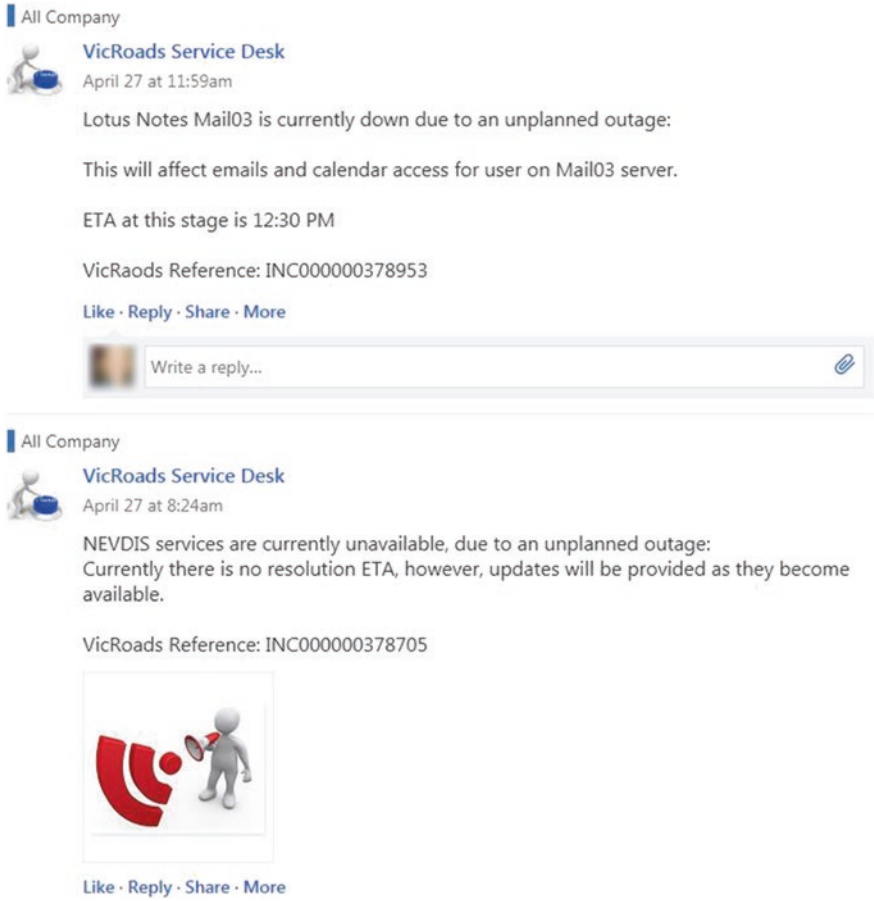 All Company
VicRoads Service Desk
April 27 at 11:59am
Lotus Notes Mail03 is currently down due to an unplanned outage:
This will affect emails and calendar access for user on Mail03 server.
ETA at this stage is 12:30 PM
VicRaods Reference: INC000000378953
Like · Reply · Share · More
Write a reply...
All Company
VicRoads Service Desk
April 27 at 8:24am
NEVDIS services are currently unavailable, due to an unplanned outage:
Currently there is no resolution ETA, however, updates will be provided as they become
available.
VicRoads Reference: INC000000378705
Like · Reply · Share · More